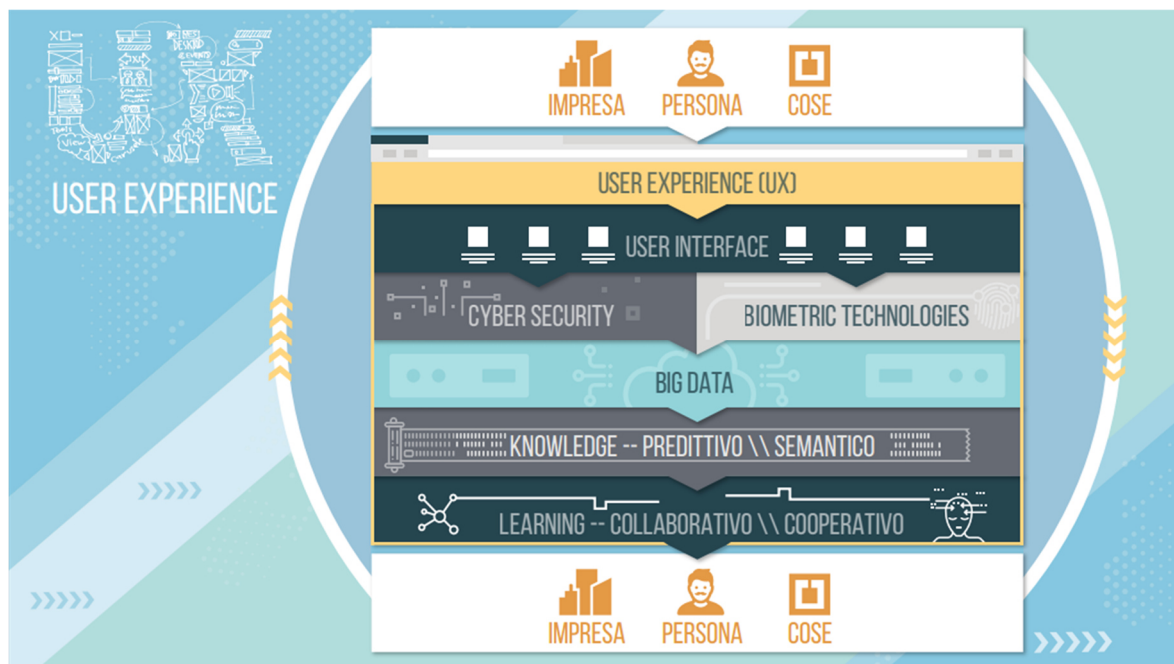 USER EXPERIENCE
IMPRESA PERSONA COSE
USER EXPERIENCE (UX)
USER INTERFACE
CYBER SECURITY BIOMETRIC TECHNOLOGIES
BIG DATA
KNOWLEDGE -- PREDITTIVO \\ SEMANTICO
LEARNING -- COLLABORATIVO \\ COOPERATIVO
IMPRESA PERSONA COSE